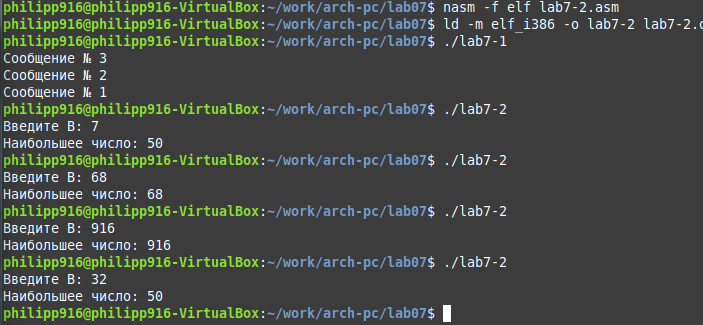 philipp916@philipp916-VirtualBox:~/work/arch-pc/lab07$ nasm -f elf lab7-2.asm
philipp916@philipp916-VirtualBox:~/work/arch-pc/lab07$ ld -m elf_i386 -o lab7-2 lab7-2.o
philipp916@philipp916-VirtualBox:~/work/arch-pc/lab07$ ./lab7-1
Сообщение № 3
Сообщение № 2
Сообщение № 1
philipp916@philipp916-VirtualBox:~/work/arch-pc/lab07$ ./lab7-2
Введите B: 7
Наибольшее число: 50
philipp916@philipp916-VirtualBox:~/work/arch-pc/lab07$ ./lab7-2
Введите B: 68
Наибольшее число: 68
philipp916@philipp916-VirtualBox:~/work/arch-pc/lab07$ ./lab7-2
Введите B: 916
Наибольшее число: 916
philipp916@philipp916-VirtualBox:~/work/arch-pc/lab07$ ./lab7-2
Введите B: 32
Наибольшее число: 50
philipp916@philipp916-VirtualBox:~/work/arch-pc/lab07$